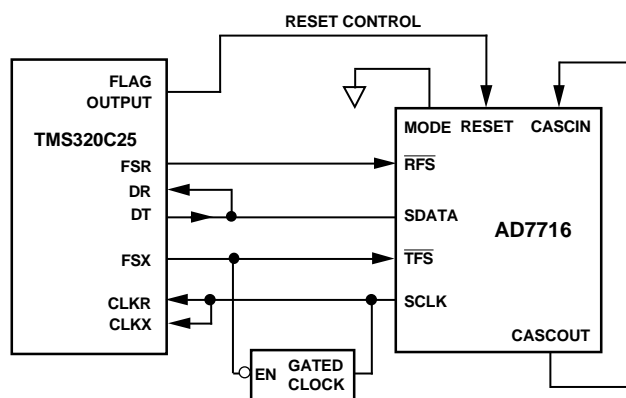 RESET CONTROL
FLAG
OUTPUT
TMS320C25
FSR
DR
DT
FSX
CLKR
CLKX
MODE RESET CASCIN
RFS
SDATA
AD7716
TFS
SCLK
CASCOUT
EN
GATED
CLOCK